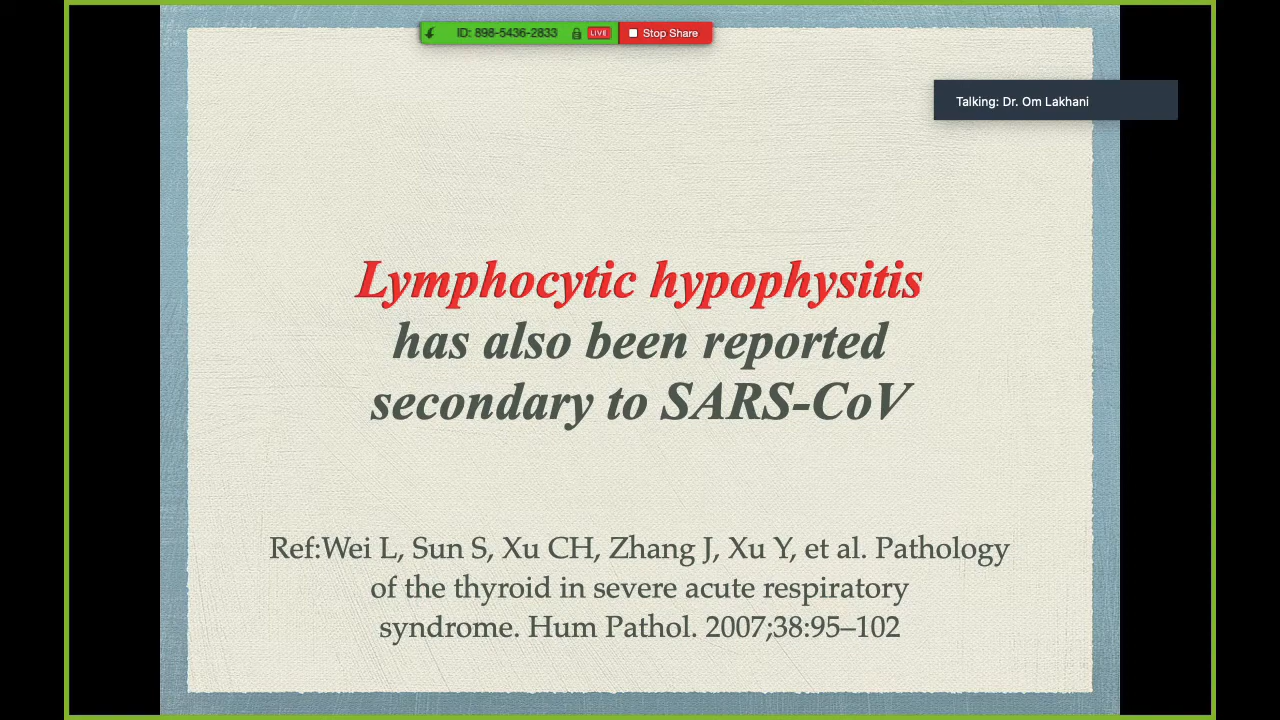 ID: 898-5436-2833 LIVE Stop Share
Talking: Dr. Om Lakhani
Lymphocytic hypophysitis
has also been reported
secondary to SARS-CoV
Ref:Wei L, Sun S, Xu CH, Zhang J, Xu Y, et al. Pathology
of the thyroid in severe acute respiratory
syndrome. Hum Pathol. 2007;38:95–102